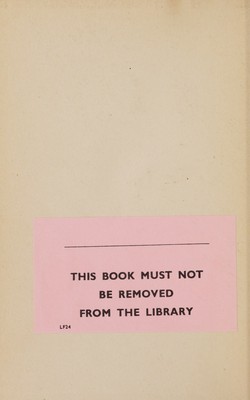 THIS BOOK MUST NOT
BE REMOVED
FROM THE LIBRARY
LF24